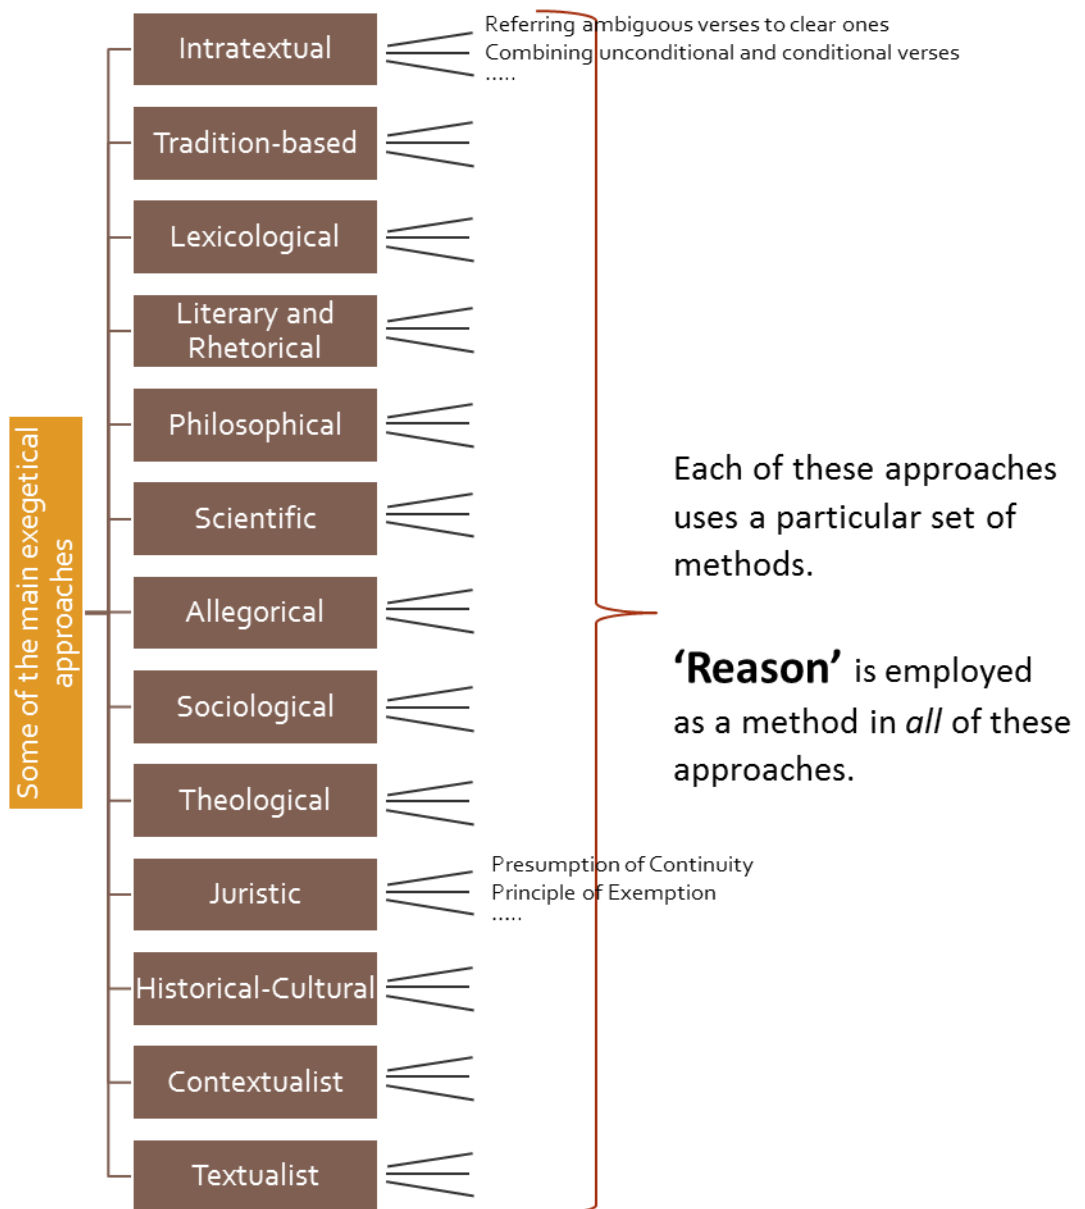 Some of the main exegetical
approaches
Intratextual
Referring ambiguous verses to clear ones
Combining unconditional and conditional verses
.....
Tradition-based
Lexicological
Literary and
Rhetorical
Philosophical
Scientific
Allegorical
Sociological
Theological
Juristic
Presumption of Continuity
Principle of Exemption
.....
Historical-Cultural
Contextualist
Textualist
Each of these approaches
uses a particular set of
methods.
‘Reason’ is employed
as a method in all of these
approaches.